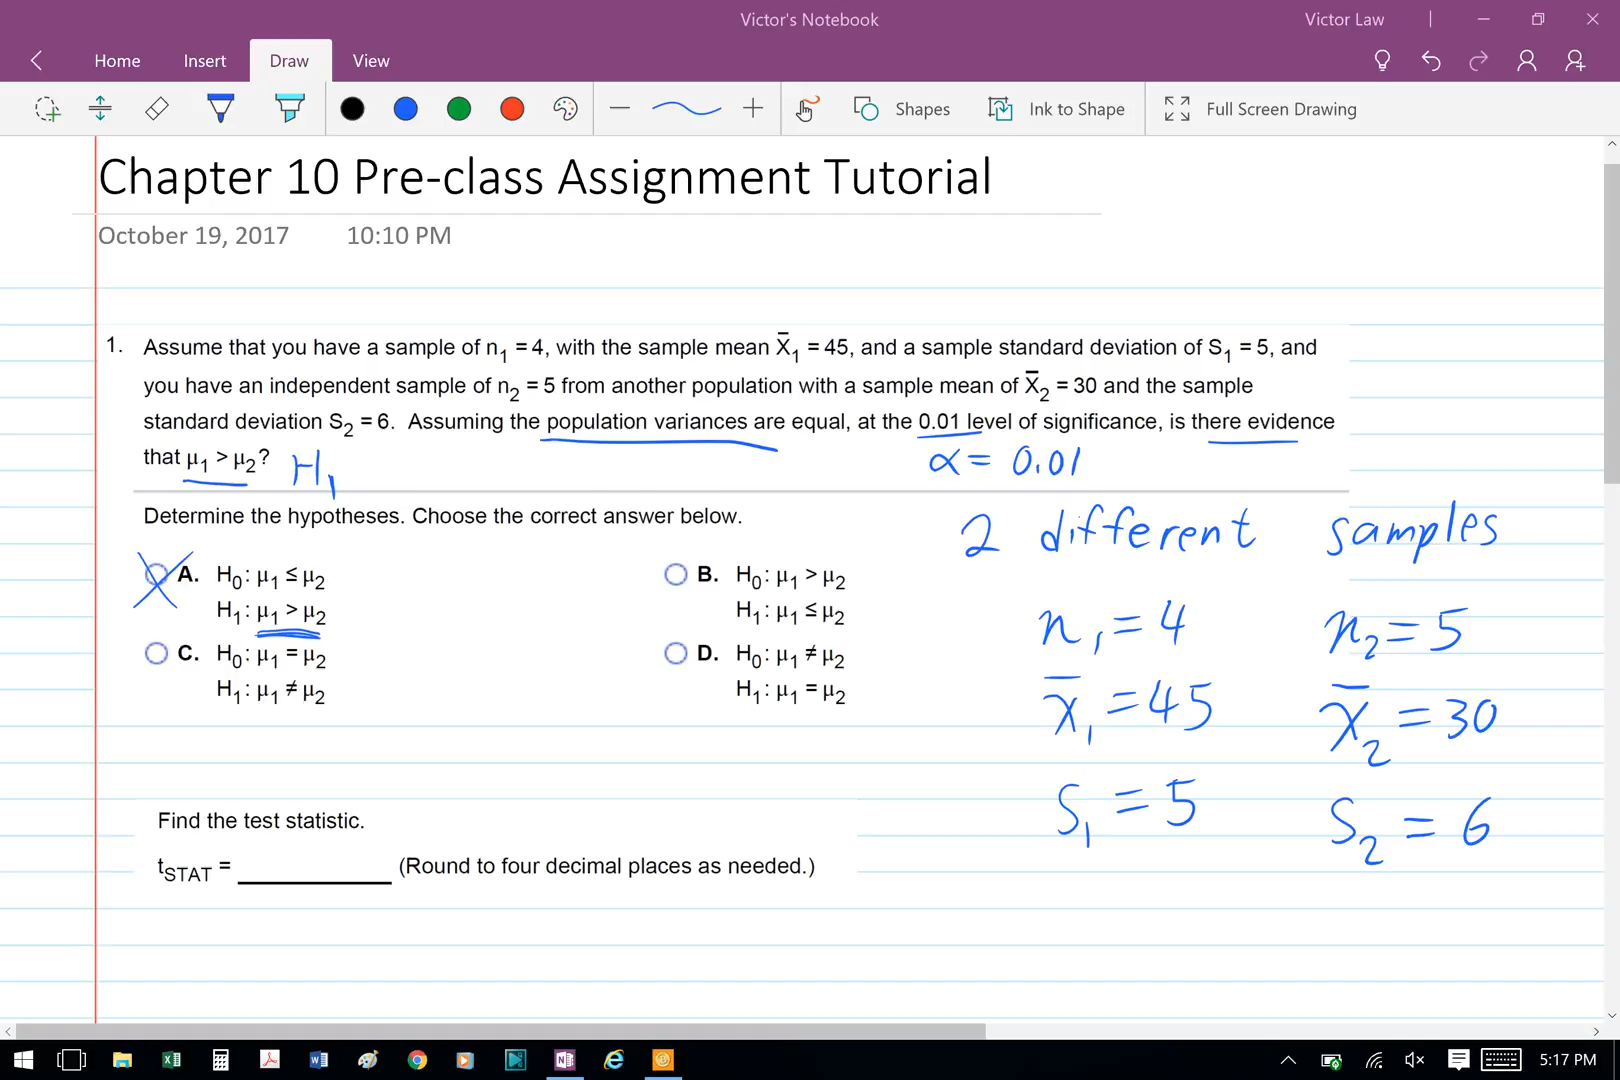 Victor's Notebook
Victor Law
Home Insert Draw View
Shapes Ink to Shape Full Screen Drawing
Chapter 10 Pre-class Assignment Tutorial
October 19, 2017 10:10 PM
1. Assume that you have a sample of n₁ = 4, with the sample mean X̄₁ = 45, and a sample standard deviation of S₁ = 5, and
you have an independent sample of n₂ = 5 from another population with a sample mean of X̄₂ = 30 and the sample
standard deviation S₂ = 6. Assuming the population variances are equal, at the 0.01 level of significance, is there evidence
that μ₁ > μ₂? H₁
α = 0.01
Determine the hypotheses. Choose the correct answer below.
2 different samples
A. H₀: μ₁ ≤ μ₂
H₁: μ₁ > μ₂
B. H₀: μ₁ > μ₂
H₁: μ₁ ≤ μ₂
C. H₀: μ₁ = μ₂
H₁: μ₁ ≠ μ₂
D. H₀: μ₁ ≠ μ₂
H₁: μ₁ = μ₂
n₁ = 4 n₂ = 5
x̄₁ = 45 x̄₂ = 30
S₁ = 5 S₂ = 6
Find the test statistic.
tSTAT = (Round to four decimal places as needed.)
5:17 PM